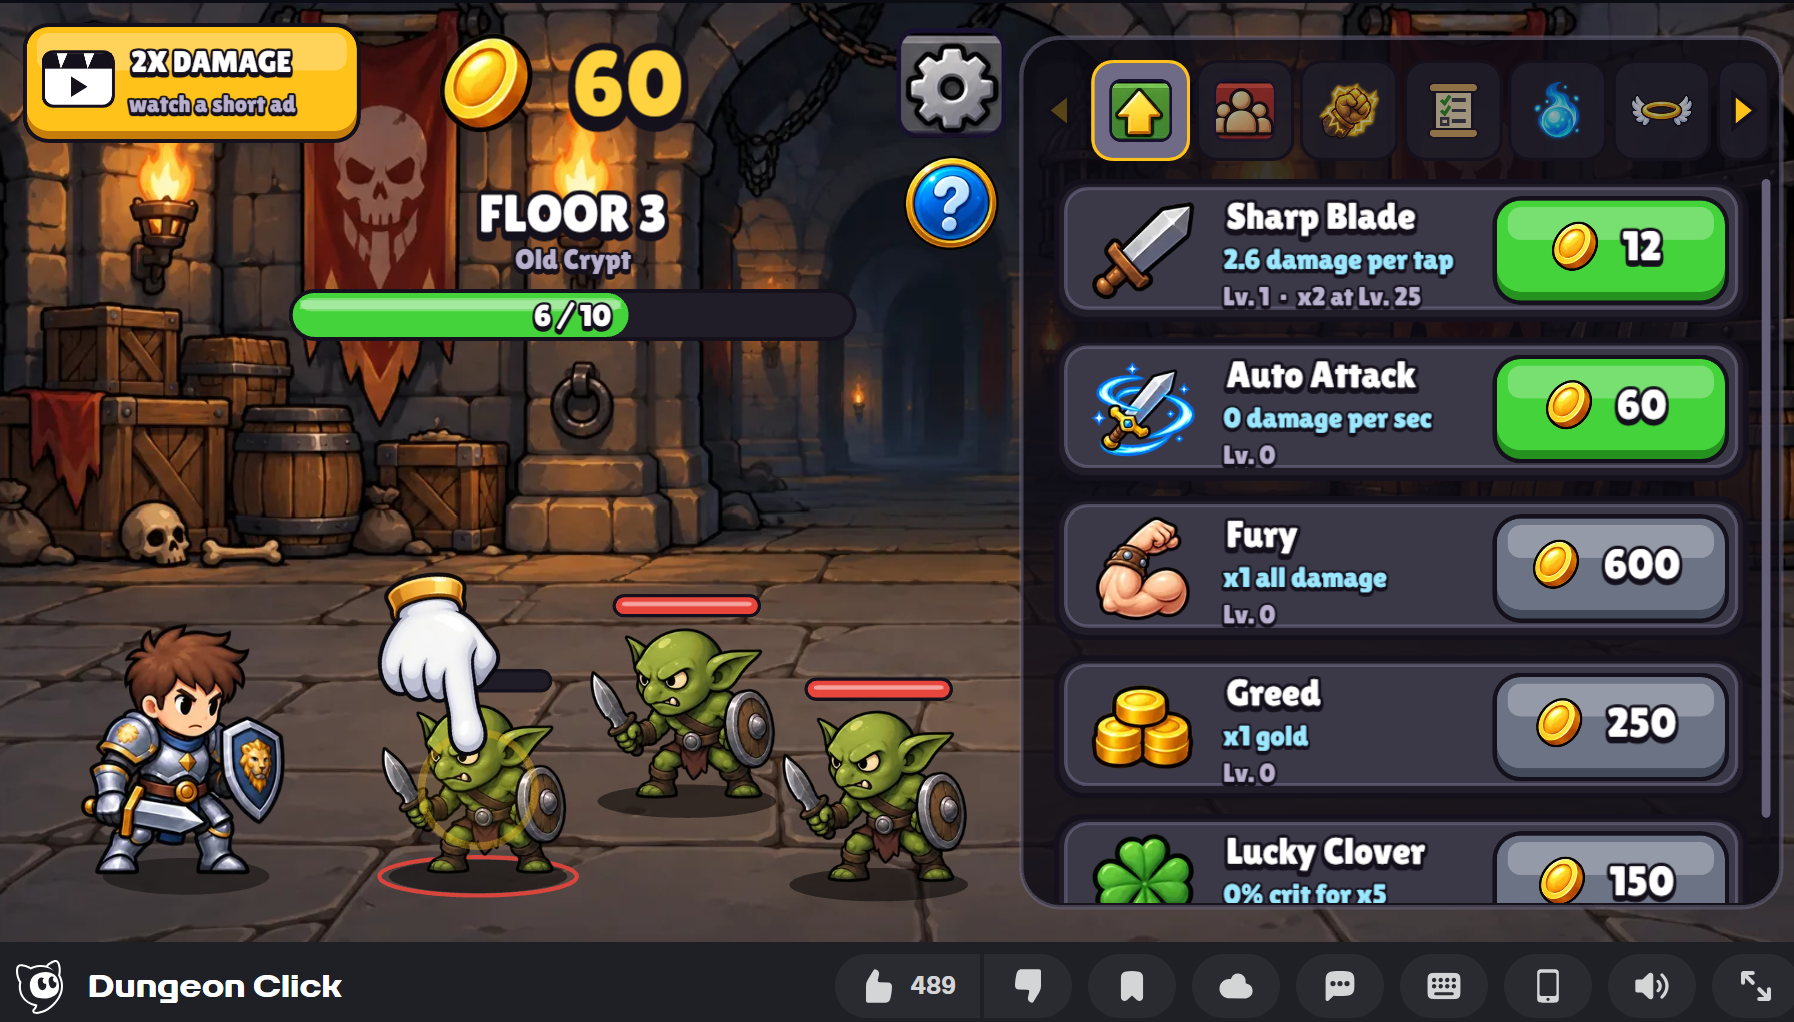 2X DAMAGE
watch a short ad
60
FLOOR 3
Old Crypt
6/10
Sharp Blade
2.6 damage per tap
Lv. 1 · x2 at Lv. 25
12
Auto Attack
0 damage per sec
Lv. 0
60
Fury
x1 all damage
Lv. 0
600
Greed
x1 gold
Lv. 0
250
Lucky Clover
0% crit for x5
150
Dungeon Click
489